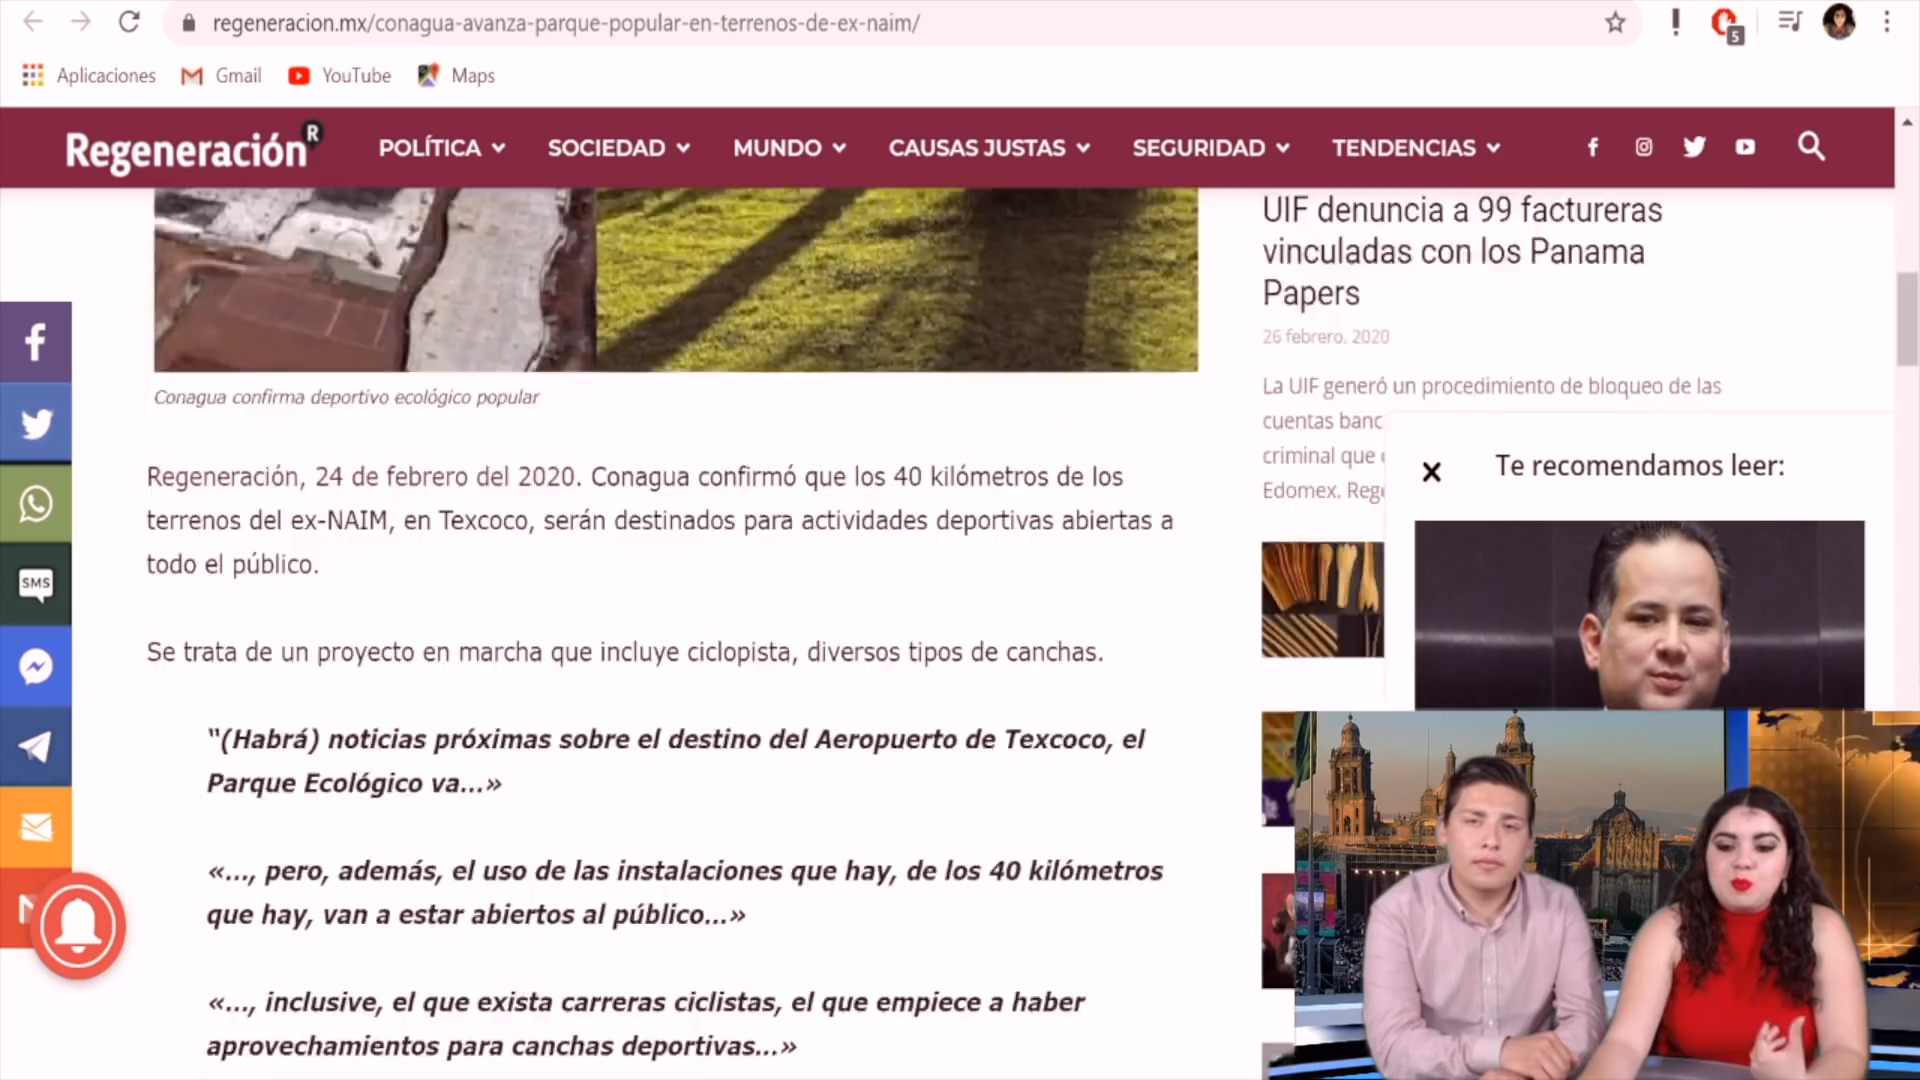 regeneracion.mx/conagua-avanza-parque-popular-en-terrenos-de-ex-naim/
5
Aplicaciones
Gmail
YouTube
Maps
Regeneración R
POLÍTICA
SOCIEDAD
MUNDO
CAUSAS JUSTAS
SEGURIDAD
TENDENCIAS
Conagua confirma deportivo ecológico popular
Regeneración, 24 de febrero del 2020. Conagua confirmó que los 40 kilómetros de los
terrenos del ex-NAIM, en Texcoco, serán destinados para actividades deportivas abiertas a
todo el público.
Se trata de un proyecto en marcha que incluye ciclopista, diversos tipos de canchas.
"(Habrá) noticias próximas sobre el destino del Aeropuerto de Texcoco, el
Parque Ecológico va...»
«..., pero, además, el uso de las instalaciones que hay, de los 40 kilómetros
que hay, van a estar abiertos al público...»
«..., inclusive, el que exista carreras ciclistas, el que empiece a haber
aprovechamientos para canchas deportivas...»
SMS
UIF denuncia a 99 factureras
vinculadas con los Panama
Papers
26 febrero, 2020
La UIF generó un procedimiento de bloqueo de las
cuentas banc
criminal que
Edomex. Reg
Te recomendamos leer: